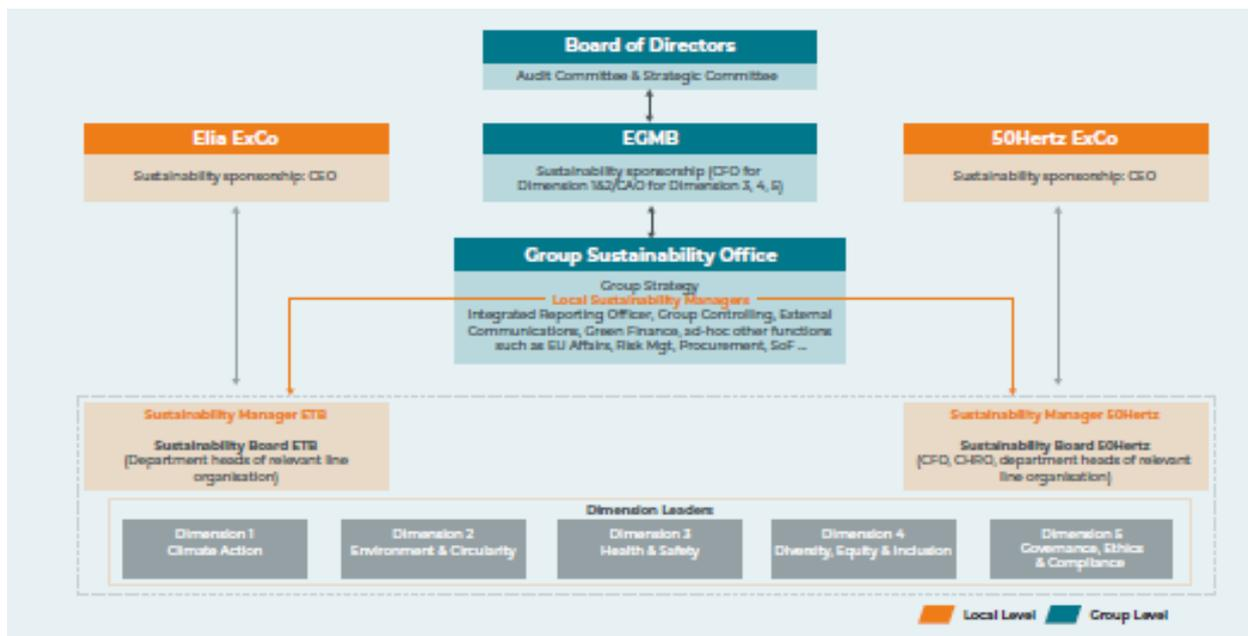 Board of Directors
Audit Committee & Strategic Committee
Elia ExCo
Sustainability sponsorship: CEO
EGMB
Sustainability sponsorship (CFO for
Dimension 1&2/CAO for Dimension 3, 4, 5)
50Hertz ExCo
Sustainability sponsorship: CEO
Group Sustainability Office
Group Strategy
Local Sustainability Managers
Integrated Reporting Officer, Group Controlling, External
Communications, Green Finance, ad-hoc other functions
such as EU Affairs, Risk Mgt, Procurement, SoF ...
Sustainability Manager ETB
Sustainability Board ETB
(Department heads of relevant line
organisation)
Sustainability Manager 50Hertz
Sustainability Board 50Hertz
(CFO, CHRO, department heads of relevant
line organisation)
Dimension Leaders
Dimension 1
Climate Action
Dimension 2
Environment & Circularity
Dimension 3
Health & Safety
Dimension 4
Diversity, Equity & Inclusion
Dimension 5
Governance, Ethics
& Compliance
Local Level
Group Level